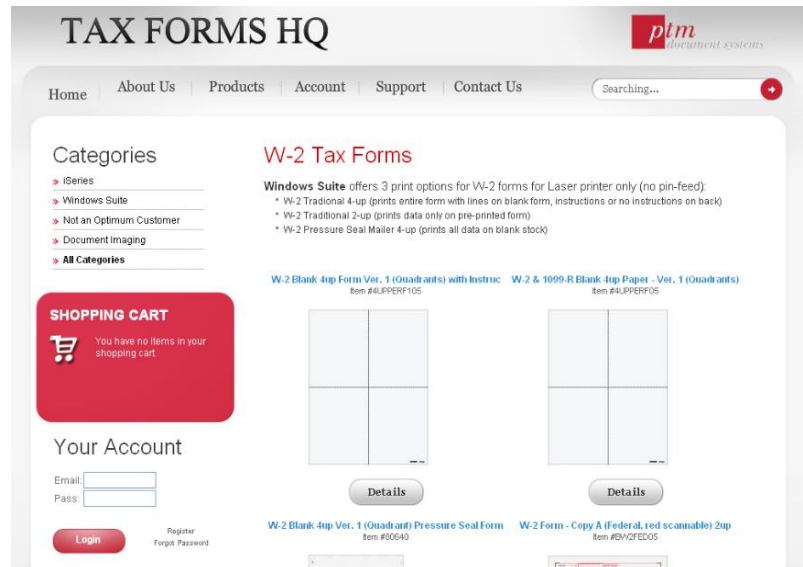 TAX FORMS HQ
ptm
document systems
Home
About Us
Products
Account
Support
Contact Us
Searching...
Categories
» iSeries
» Windows Suite
» Not an Optimum Customer
» Document Imaging
» All Categories
SHOPPING CART
You have no items in your
shopping cart.
Your Account
Email:
Pass:
Login
Register
Forgot Password
W-2 Tax Forms
Windows Suite offers 3 print options for W-2 forms for Laser printer only (no pin-feed):
• W-2 Tradional 4-up (prints entire form with lines on blank form, instructions or no instructions on back)
• W-2 Traditional 2-up (prints data only on pre-printed form)
• W-2 Pressure Seal Mailer 4-up (prints all data on blank stock)
W-2 Blank 4up Form Ver. 1 (Quadrants) with Instruc
Item #4UPPERF105
W-2 & 1099-R Blank 4up Paper - Ver. 1 (Quadrants)
Item #4UPPERF05
Details
Details
W-2 Blank 4up Ver. 1 (Quadrant) Pressure Seal Form
Item #80640
W-2 Form - Copy A (Federal, red scannable) 2up
Item #BW2FED05